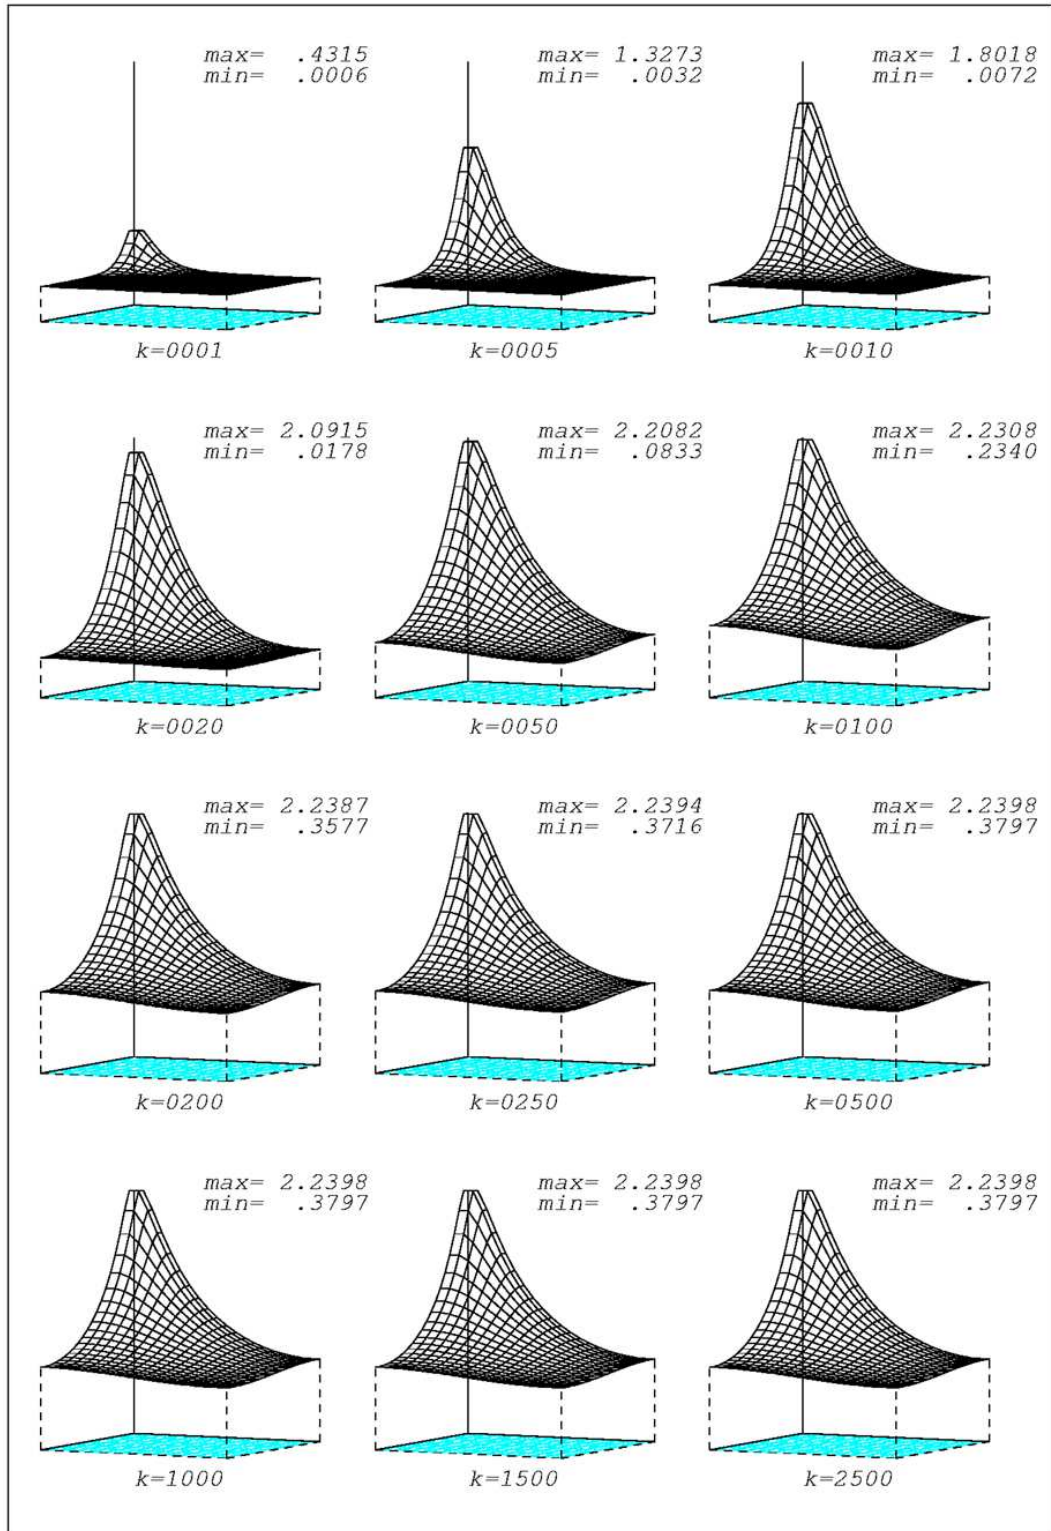 max= .4315
min= .0006
k=0001
max= 1.3273
min= .0032
k=0005
max= 1.8018
min= .0072
k=0010
max= 2.0915
min= .0178
k=0020
max= 2.2082
min= .0833
k=0050
max= 2.2308
min= .2340
k=0100
max= 2.2387
min= .3577
k=0200
max= 2.2394
min= .3716
k=0250
max= 2.2398
min= .3797
k=0500
max= 2.2398
min= .3797
k=1000
max= 2.2398
min= .3797
k=1500
max= 2.2398
min= .3797
k=2500